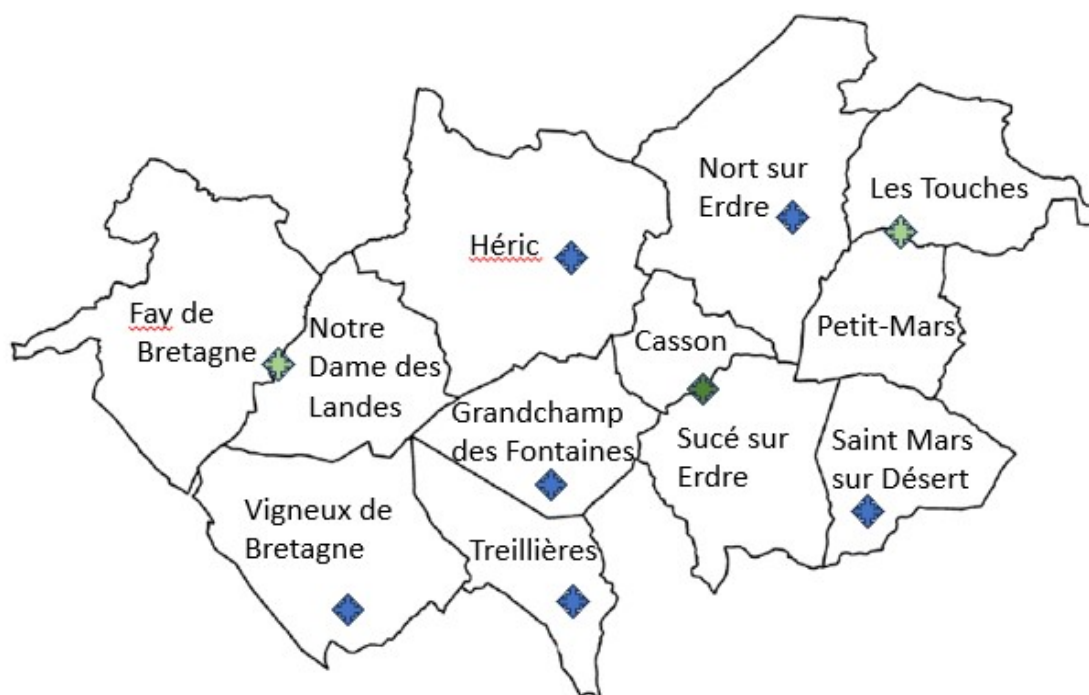 Nort sur
Erdre
Les Touches
Héric
Fay de
Bretagne
Notre
Dame des
Landes
Casson
Petit-Mars
Grandchamp
des Fontaines
Sucé sur
Erdre
Saint Mars
sur Désert
Vigneux de
Bretagne
Treillières